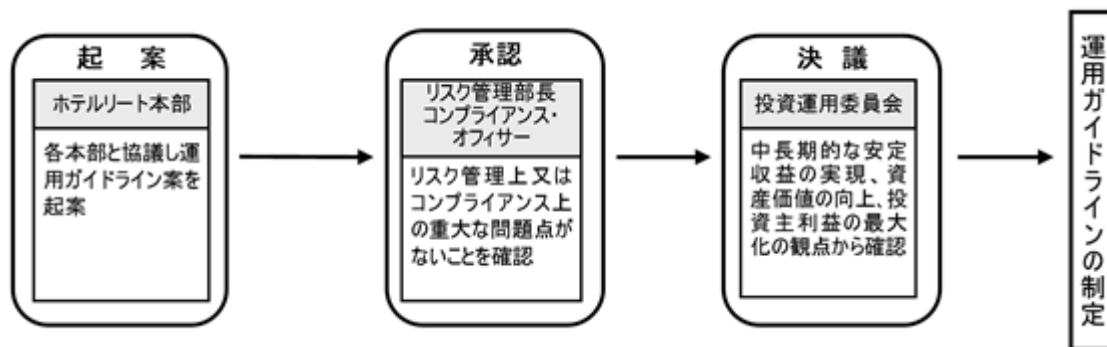 起　案
ホテルリート本部
各本部と協議し運
用ガイドライン案を
起案
承認
リスク管理部長
コンプライアンス・
オフィサー
リスク管理上又は
コンプライアンス上
の重大な問題点が
ないことを確認
決　議
投資運用委員会
中長期的な安定
収益の実現、資
産価値の向上、投
資主利益の最大
化の観点から確認
運用ガイドラインの制定